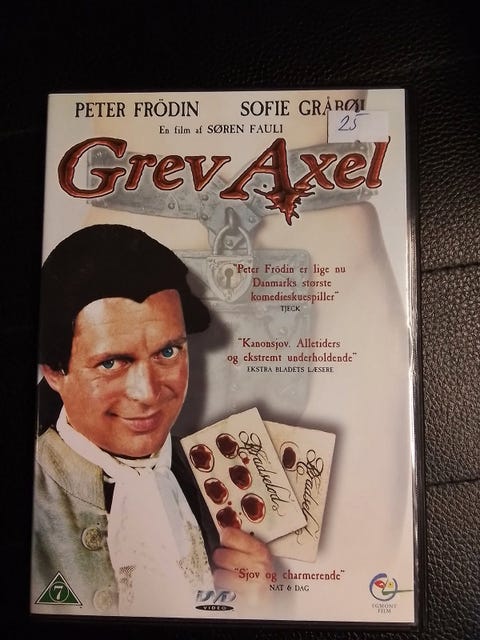 PETER FRÖDIN SOFIE GRÅBØL
25
En film af SØREN FAULI
Grev Axel
"Peter Frödin er lige nu
Danmarks største
komedieskuespiller"
TJECK
"Kanonsjov. Alletiders
og ekstremt underholdende"
EKSTRA BLADETS LÆSERE
"Sjov og charmerende"
NAT & DAG
7
DVD
VIDEO
EGMONT
FILM